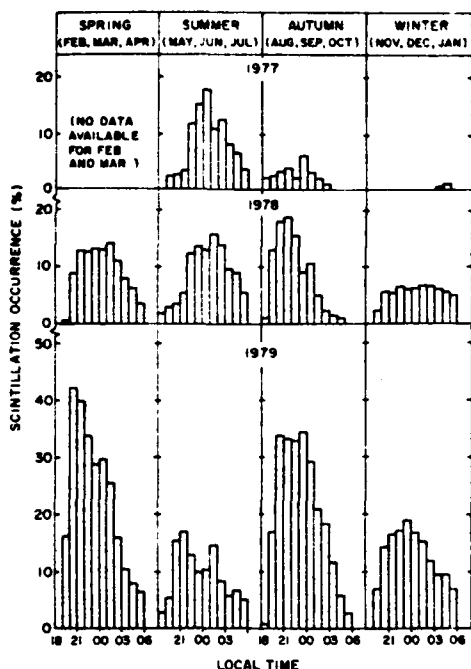 SPRING SUMMER AUTUMN WINTER
(FEB, MAR, APR) (MAY, JUN, JUL) (AUG, SEP, OCT) (NOV, DEC, JAN)
1977
20
10
0
(NO DATA
AVAILABLE
FOR FEB
AND MAR)
1978
20
10
0
1979
50
40
30
20
10
0
SCINTILLATION OCCURRENCE (%)
18 21 00 03 06 21 00 03 18 21 00 03 06 21 00 03 06
LOCAL TIME